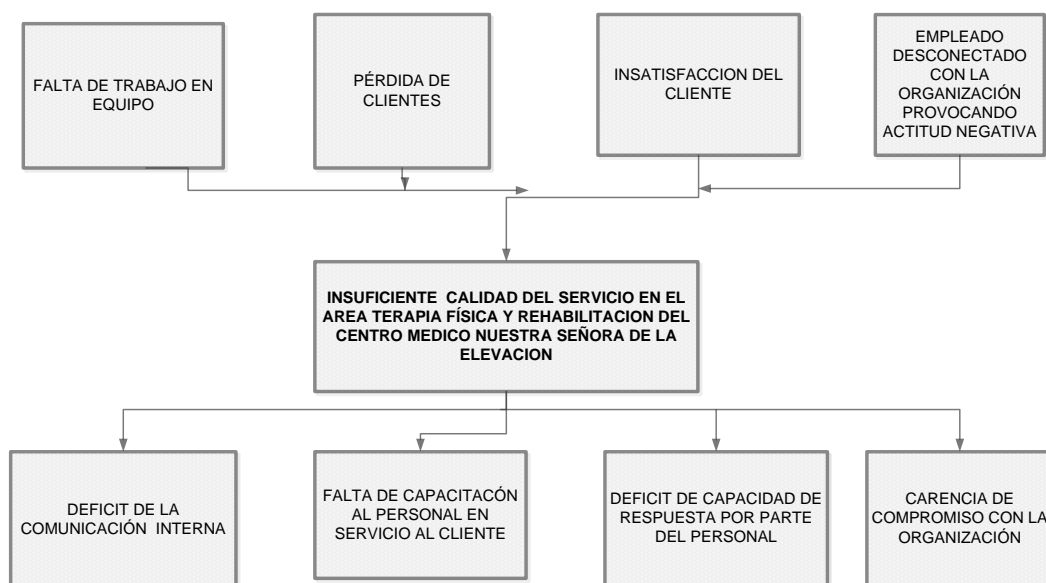 FALTA DE TRABAJO EN
EQUIPO
PÉRDIDA DE
CLIENTES
INSATISFACCION DEL
CLIENTE
EMPLEADO
DESCONECTADO
CON LA
ORGANIZACIÓN
PROVOCANDO
ACTITUD NEGATIVA
INSUFICIENTE CALIDAD DEL SERVICIO EN EL
AREA TERAPIA FÍSICA Y REHABILITACION DEL
CENTRO MEDICO NUESTRA SEÑORA DE LA
ELEVACION
DEFICIT DE LA
COMUNICACIÓN INTERNA
FALTA DE CAPACITACÓN
AL PERSONAL EN
SERVICIO AL CLIENTE
DEFICIT DE CAPACIDAD DE
RESPUESTA POR PARTE
DEL PERSONAL
CARENCIA DE
COMPROMISO CON LA
ORGANIZACIÓN